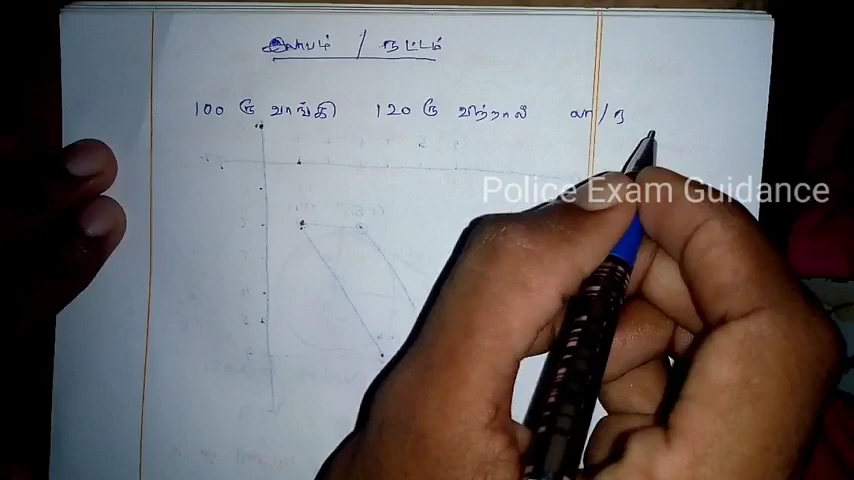 இலாபம் / நட்டம்
100 ரூ வாங்கி 120 ரூ விற்றால் லா / ந
Police Exam Guidance